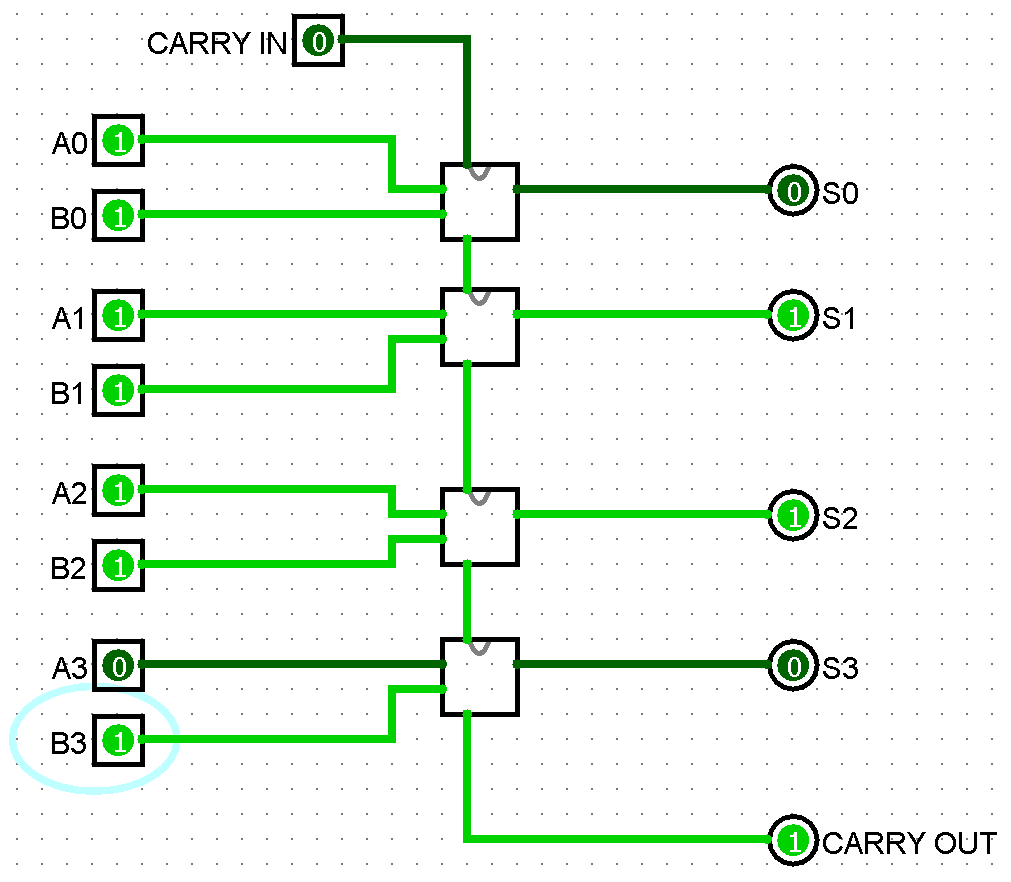 CARRY IN 0
A0 1
0 S0
B0 1
A1 1
1 S1
B1 1
A2 1
1 S2
B2 1
A3 0
0 S3
B3 1
1 CARRY OUT